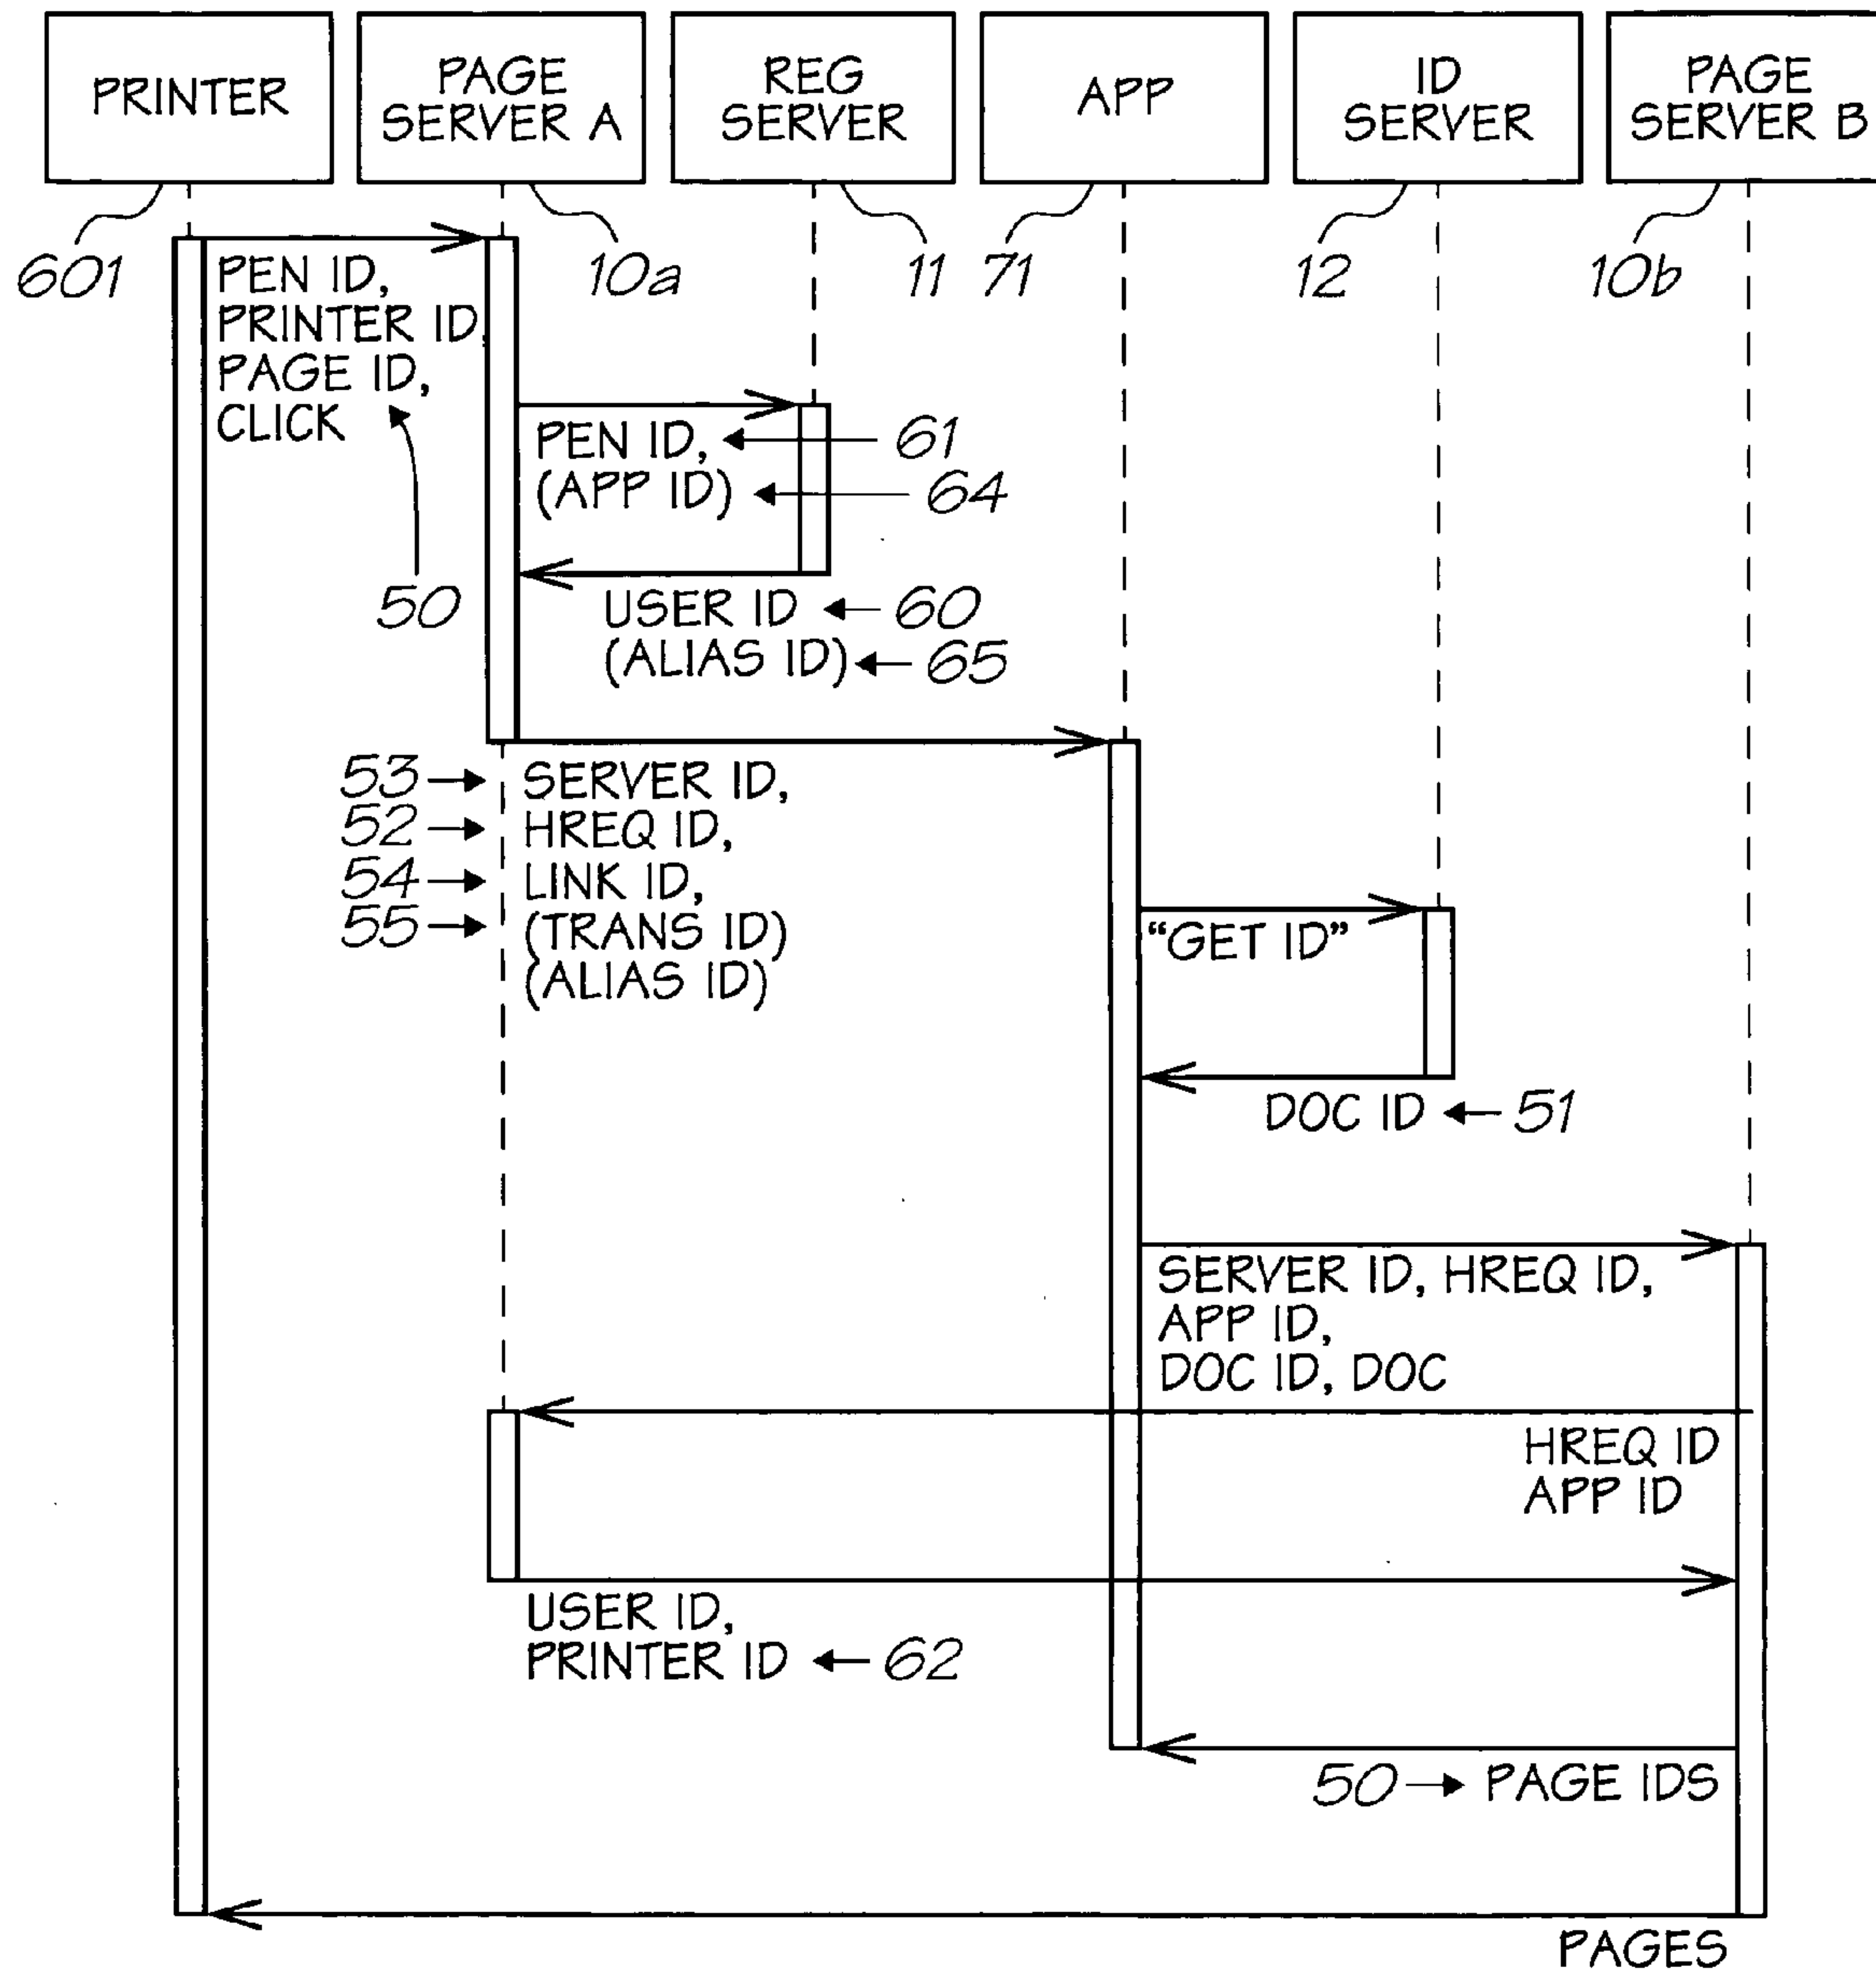 PRINTER
PAGE
SERVER A
REG
SERVER
APP
ID
SERVER
PAGE
SERVER B
601
10a
11
71
12
10b
PEN ID,
PRINTER ID
PAGE ID,
CLICK
50
PEN ID,
61
(APP ID)
64
USER ID
60
(ALIAS ID)
65
53
SERVER ID,
52
HREQ ID,
54
LINK ID,
55
(TRANS ID)
(ALIAS ID)
“GET ID”
DOC ID
51
SERVER ID, HREQ ID,
APP ID,
DOC ID, DOC
HREQ ID
APP ID
USER ID,
PRINTER ID
62
50
PAGE IDS
PAGES